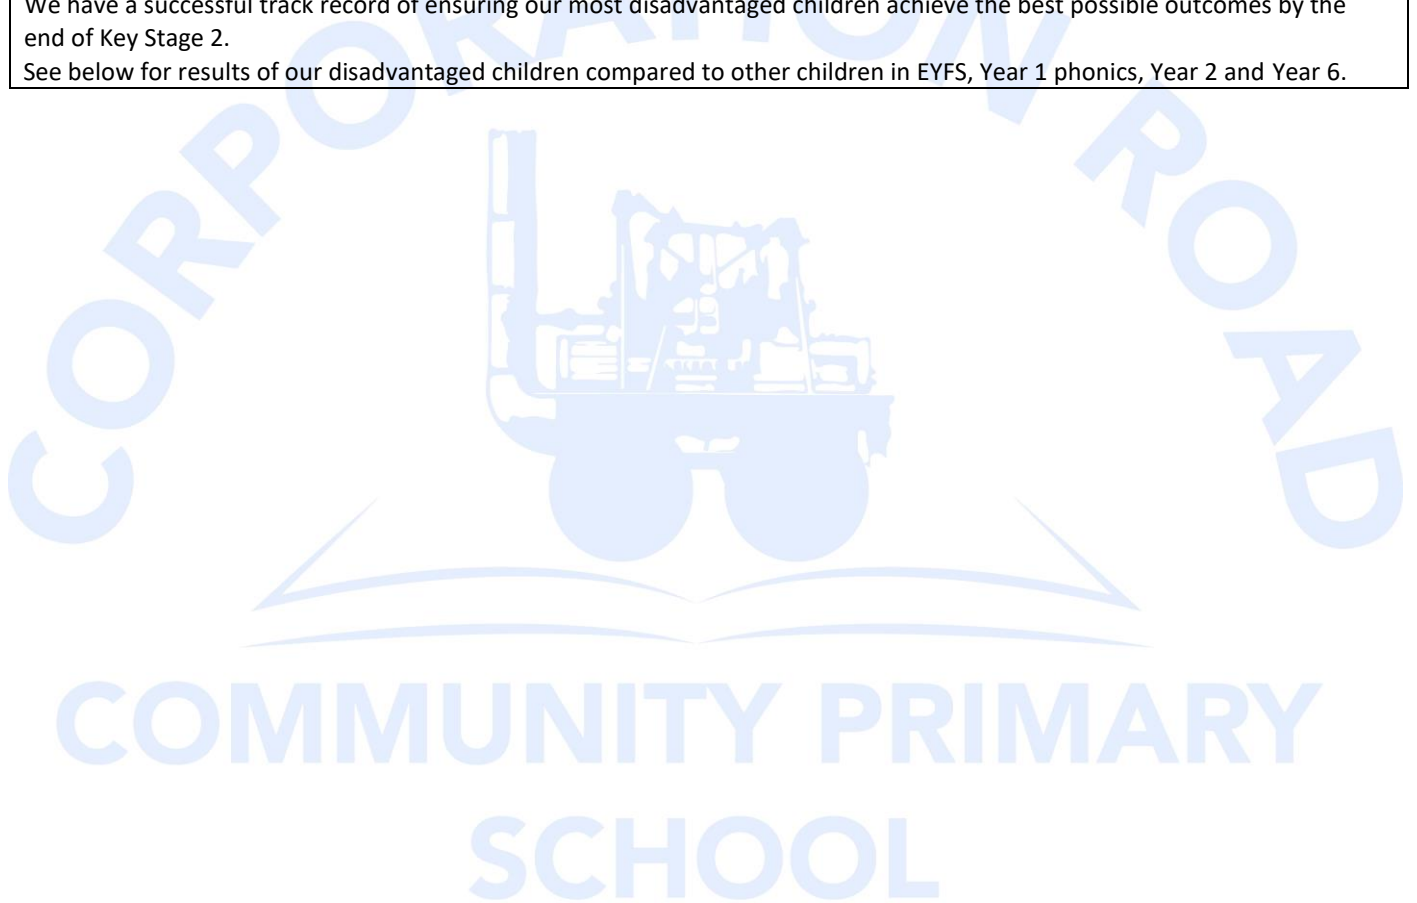 We have a successful track record of ensuring our most disadvantaged children achieve the best possible outcomes by the
end of Key Stage 2.
See below for results of our disadvantaged children compared to other children in EYFS, Year 1 phonics, Year 2 and Year 6.
CORPORATION ROAD
COMMUNITY PRIMARY
SCHOOL